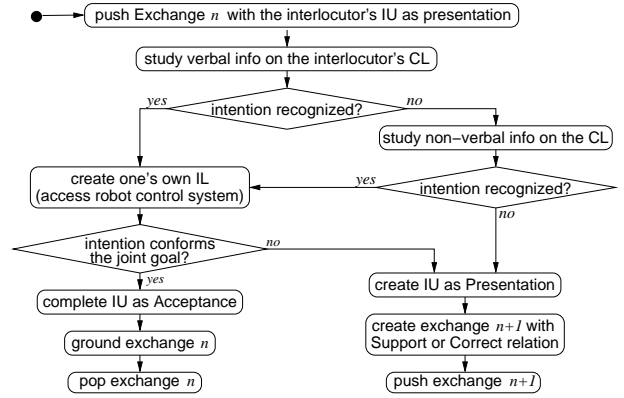 push Exchange n with the interlocutor's IU as presentation
study verbal info on the interlocutor's CL
yes
intention recognized?
no
study non−verbal info on the CL
create one's own IL
(access robot control system)
yes
intention recognized?
no
intention conforms
the joint goal?
no
yes
create IU as Presentation
complete IU as Acceptance
create exchange n+1 with
Support or Correct relation
ground exchange n
pop exchange n
push exchange n+1